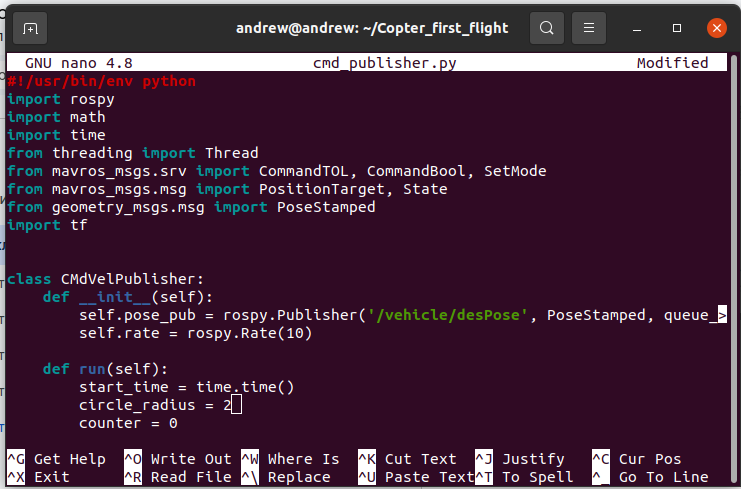 andrew@andrew: ~/Copter_first_flight
GNU nano 4.8 cmd_publisher.py Modified
#!/usr/bin/env python
import rospy
import math
import time
from threading import Thread
from mavros_msgs.srv import CommandTOL, CommandBool, SetMode
from mavros_msgs.msg import PositionTarget, State
from geometry_msgs.msg import PoseStamped
import tf
class CMdVelPublisher:
    def __init__(self):
        self.pose_pub = rospy.Publisher('/vehicle/desPose', PoseStamped, queue_>
        self.rate = rospy.Rate(10)
    def run(self):
        start_time = time.time()
        circle_radius = 2
        counter = 0
^G Get Help ^O Write Out ^W Where Is ^K Cut Text ^J Justify ^C Cur Pos
^X Exit ^R Read File ^\ Replace ^U Paste Text ^T To Spell ^_ Go To Line